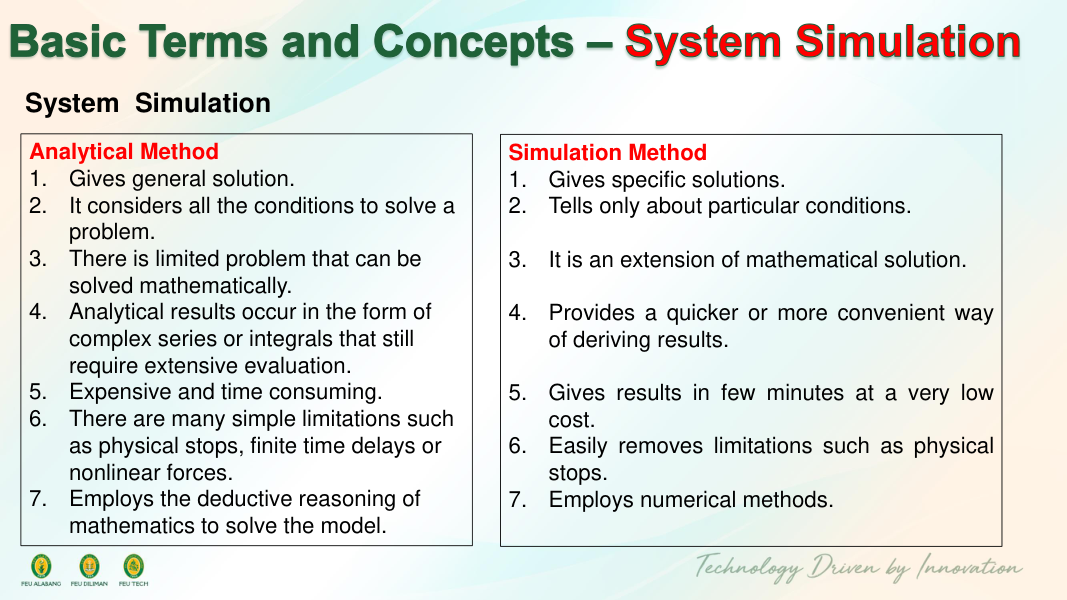 Basic Terms and Concepts – System Simulation
System Simulation
Analytical Method
1. Gives general solution.
2. It considers all the conditions to solve a
problem.
3. There is limited problem that can be
solved mathematically.
4. Analytical results occur in the form of
complex series or integrals that still
require extensive evaluation.
5. Expensive and time consuming.
6. There are many simple limitations such
as physical stops, finite time delays or
nonlinear forces.
7. Employs the deductive reasoning of
mathematics to solve the model.
Simulation Method
1. Gives specific solutions.
2. Tells only about particular conditions.
3. It is an extension of mathematical solution.
4. Provides a quicker or more convenient way
of deriving results.
5. Gives results in few minutes at a very low
cost.
6. Easily removes limitations such as physical
stops.
7. Employs numerical methods.
FEU ALABANG FEU DILIMAN FEU TECH
Technology Driven by Innovation